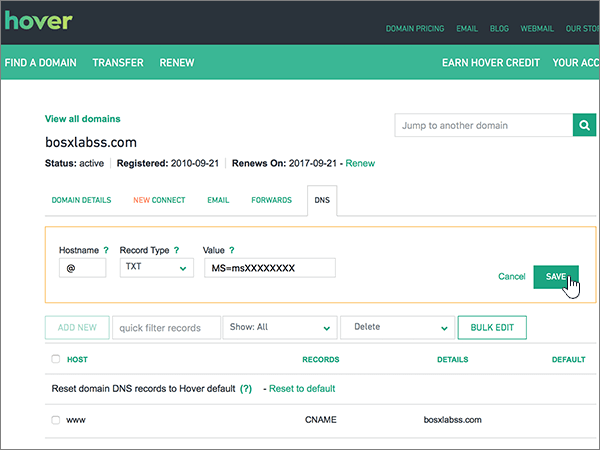 hover
DOMAIN PRICING EMAIL BLOG WEBMAIL OUR STO
FIND A DOMAIN TRANSFER RENEW EARN HOVER CREDIT YOUR ACC
View all domains
Jump to another domain
bosxlabss.com
Status: active Registered: 2010-09-21 Renews On: 2017-09-21 - Renew
DOMAIN DETAILS NEW CONNECT EMAIL FORWARDS DNS
Hostname ? Record Type ? Value ?
@ TXT MS=msXXXXXXXX
Cancel SAVE
ADD NEW quick filter records Show: All Delete BULK EDIT
HOST RECORDS DETAILS DEFAULT
Reset domain DNS records to Hover default (?) - Reset to default
www CNAME bosxlabss.com